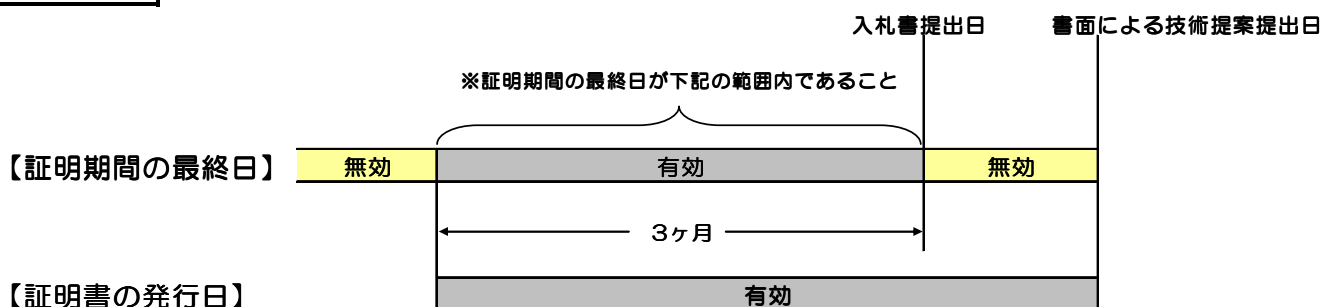 入札書提出日　書面による技術提案提出日
※証明期間の最終日が下記の範囲内であること
【証明期間の最終日】　無効　有効　無効
3ヶ月
【証明書の発行日】　有効